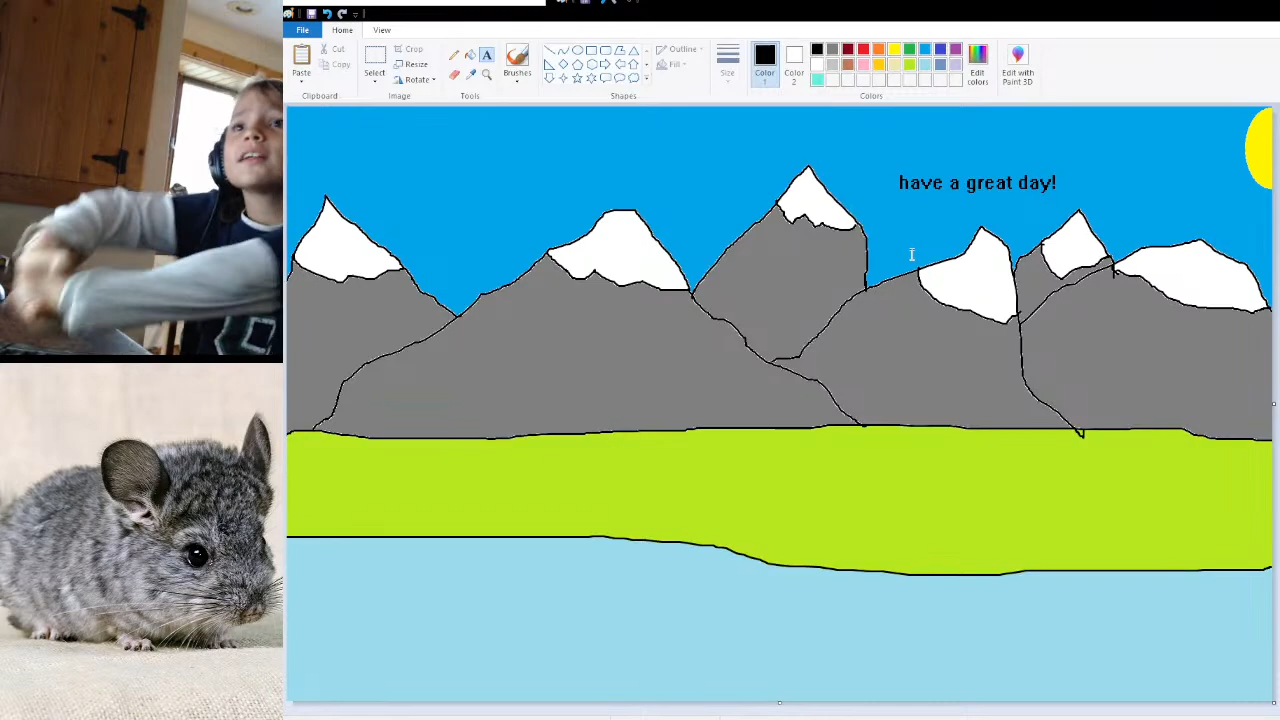 File
Home
View
Paste
Cut
Copy
Clipboard
Select
Crop
Resize
Rotate
Image
Tools
Brushes
Shapes
Outline
Fill
Size
Color
1
Color
2
Colors
Edit
colors
Edit with
Paint 3D
A
have a great day!